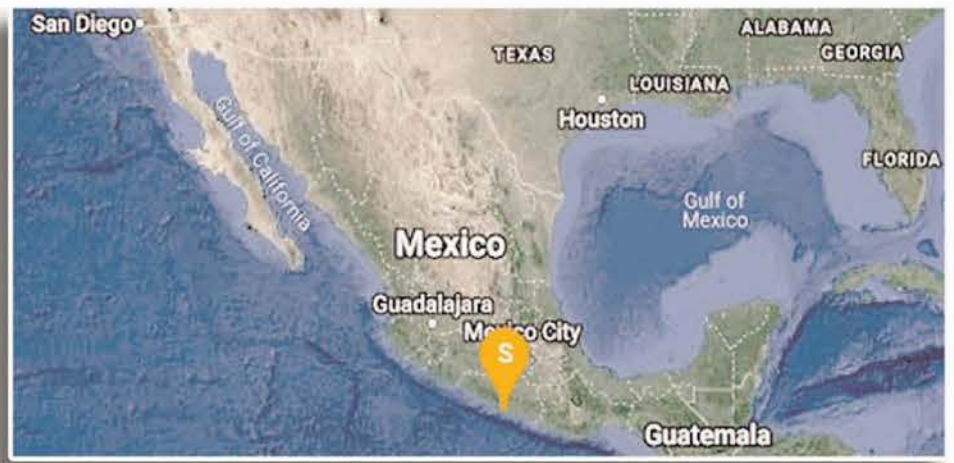 San Diego
ALABAMA
TEXAS
GEORGIA
LOUISIANA
Houston
Gulf of California
FLORIDA
Gulf of
Mexico
Mexico
Guadalajara
Mexico City
S
Guatemala